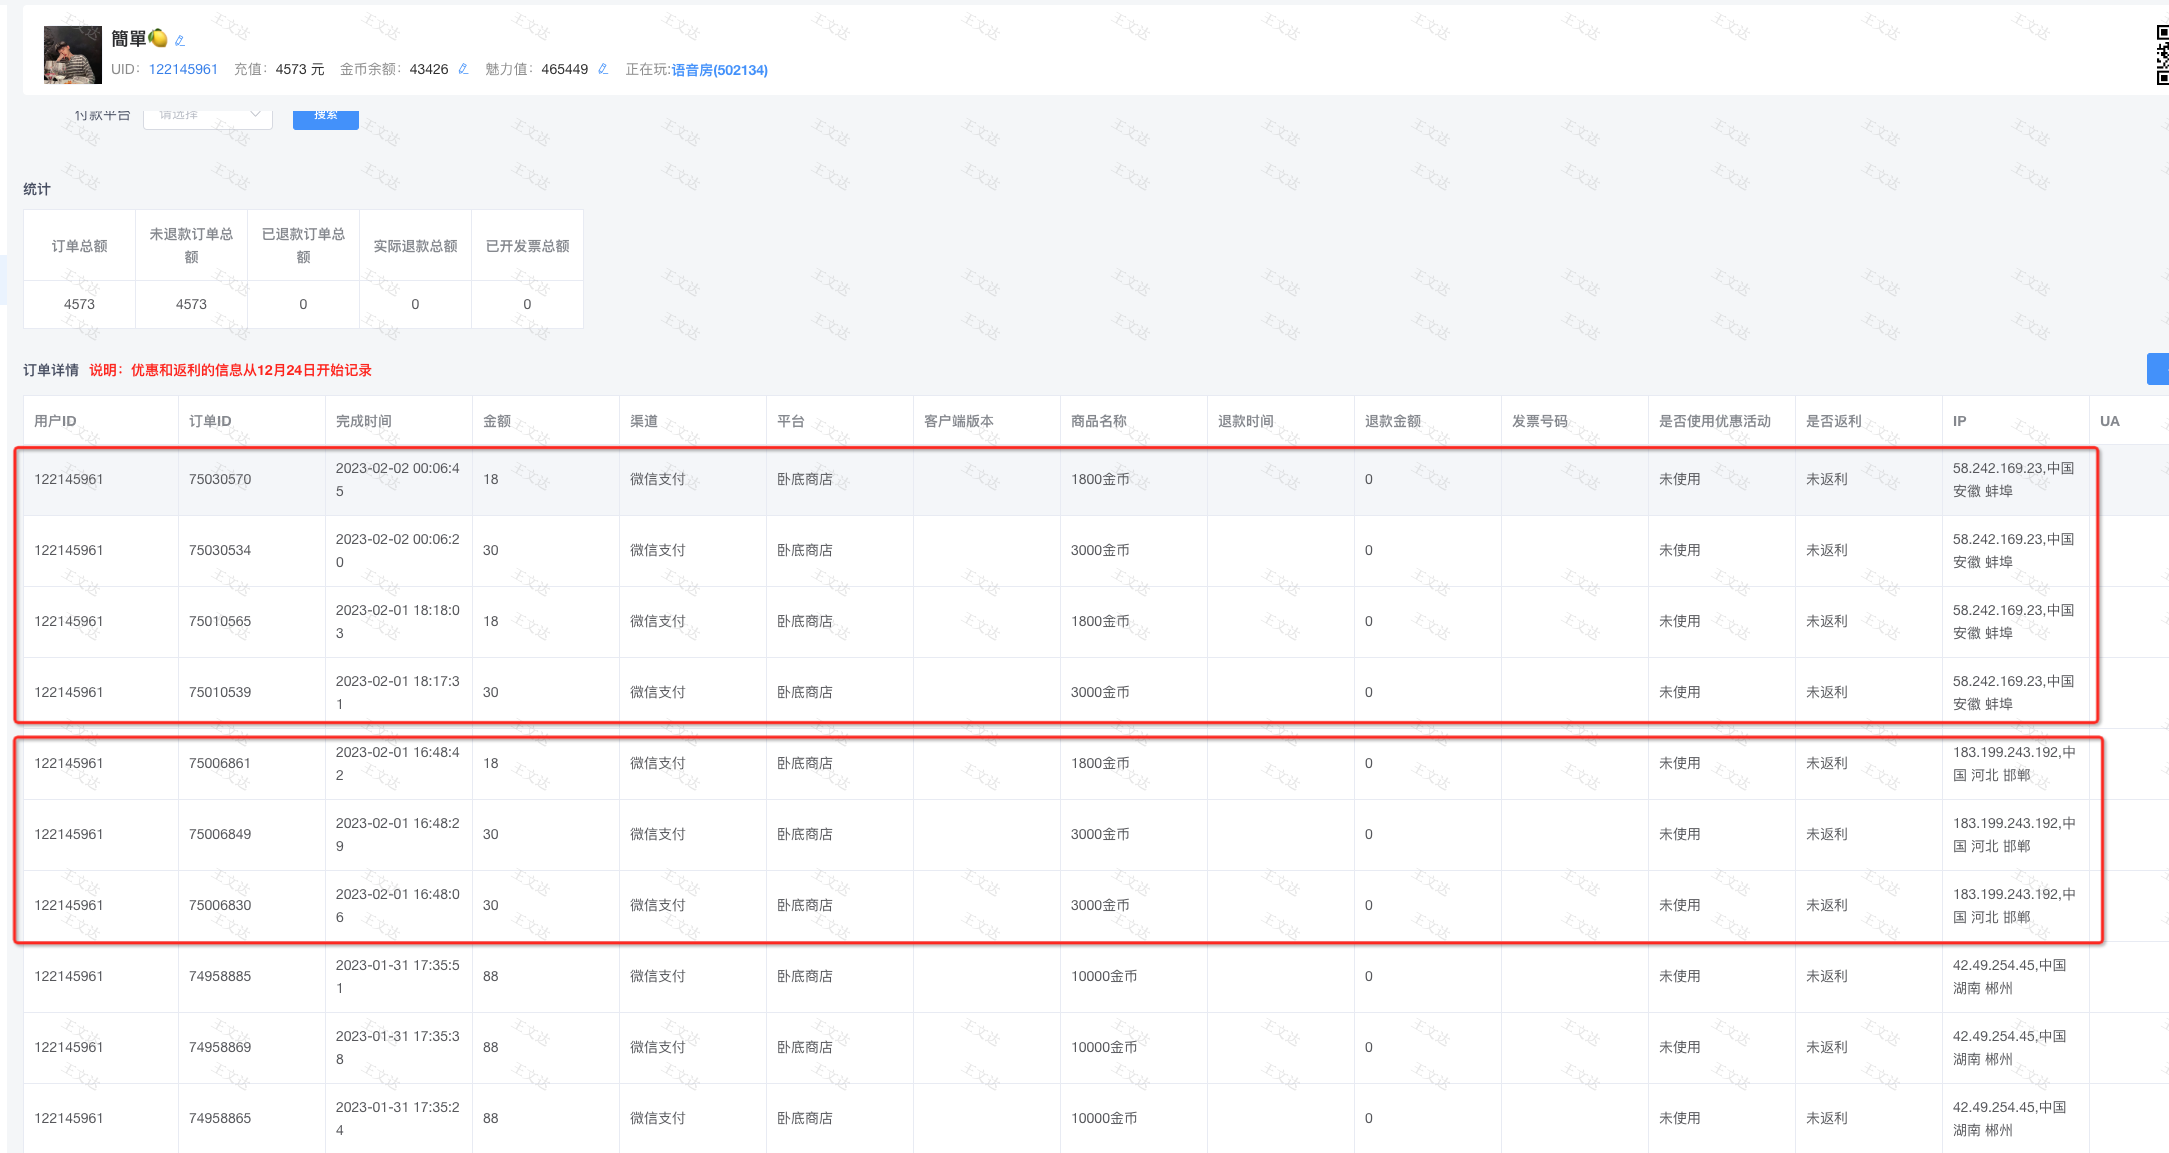 簡單🍋
UID: 122145961 充值: 4573 元 金币余额: 43426 魅力值: 465449 正在玩:语音房(502134)
付款平台 请选择 搜索
统计
订单总额 未退款订单总额 已退款订单总额 实际退款总额 已开发票总额
4573 4573 0 0 0
订单详情 说明：优惠和返利的信息从12月24日开始记录
用户ID 订单ID 完成时间 金额 渠道 平台 客户端版本 商品名称 退款时间 退款金额 发票号码 是否使用优惠活动 是否返利 IP UA
122145961 75030570 2023-02-02 00:06:45 18 微信支付 卧底商店 1800金币 0 未使用 未返利 58.242.169.23,中国 安徽 蚌埠
122145961 75030534 2023-02-02 00:06:20 30 微信支付 卧底商店 3000金币 0 未使用 未返利 58.242.169.23,中国 安徽 蚌埠
122145961 75010565 2023-02-01 18:18:03 18 微信支付 卧底商店 1800金币 0 未使用 未返利 58.242.169.23,中国 安徽 蚌埠
122145961 75010539 2023-02-01 18:17:31 30 微信支付 卧底商店 3000金币 0 未使用 未返利 58.242.169.23,中国 安徽 蚌埠
122145961 75006861 2023-02-01 16:48:42 18 微信支付 卧底商店 1800金币 0 未使用 未返利 183.199.243.192,中国 河北 邯郸
122145961 75006849 2023-02-01 16:48:29 30 微信支付 卧底商店 3000金币 0 未使用 未返利 183.199.243.192,中国 河北 邯郸
122145961 75006830 2023-02-01 16:48:06 30 微信支付 卧底商店 3000金币 0 未使用 未返利 183.199.243.192,中国 河北 邯郸
122145961 74958885 2023-01-31 17:35:51 88 微信支付 卧底商店 10000金币 0 未使用 未返利 42.49.254.45,中国 湖南 郴州
122145961 74958869 2023-01-31 17:35:38 88 微信支付 卧底商店 10000金币 0 未使用 未返利 42.49.254.45,中国 湖南 郴州
122145961 74958865 2023-01-31 17:35:24 88 微信支付 卧底商店 10000金币 0 未使用 未返利 42.49.254.45,中国 湖南 郴州
王文达